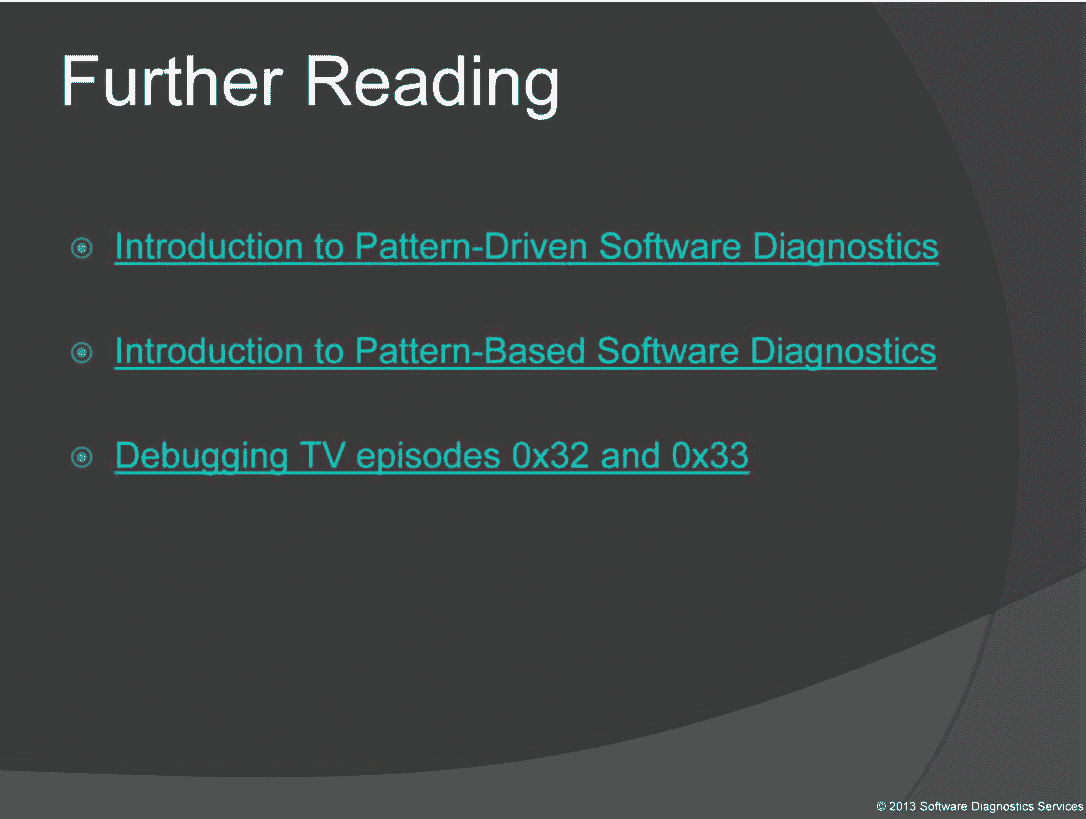 Further Reading
Introduction to Pattern-Driven Software Diagnostics
Introduction to Pattern-Based Software Diagnostics
Debugging TV episodes 0x32 and 0x33
© 2013 Software Diagnostics Services